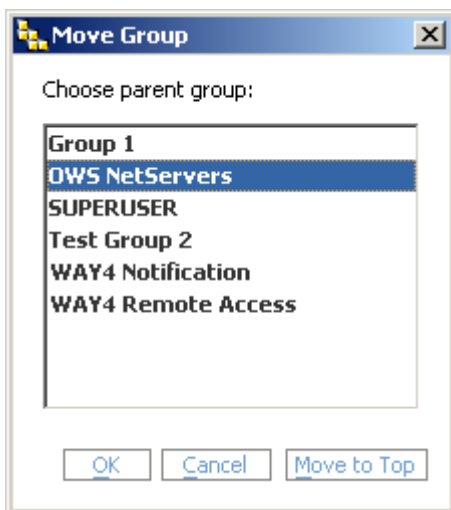 Move Group
Choose parent group:
Group 1
OWS NetServers
SUPERUSER
Test Group 2
WAY4 Notification
WAY4 Remote Access
OK Cancel Move to Top